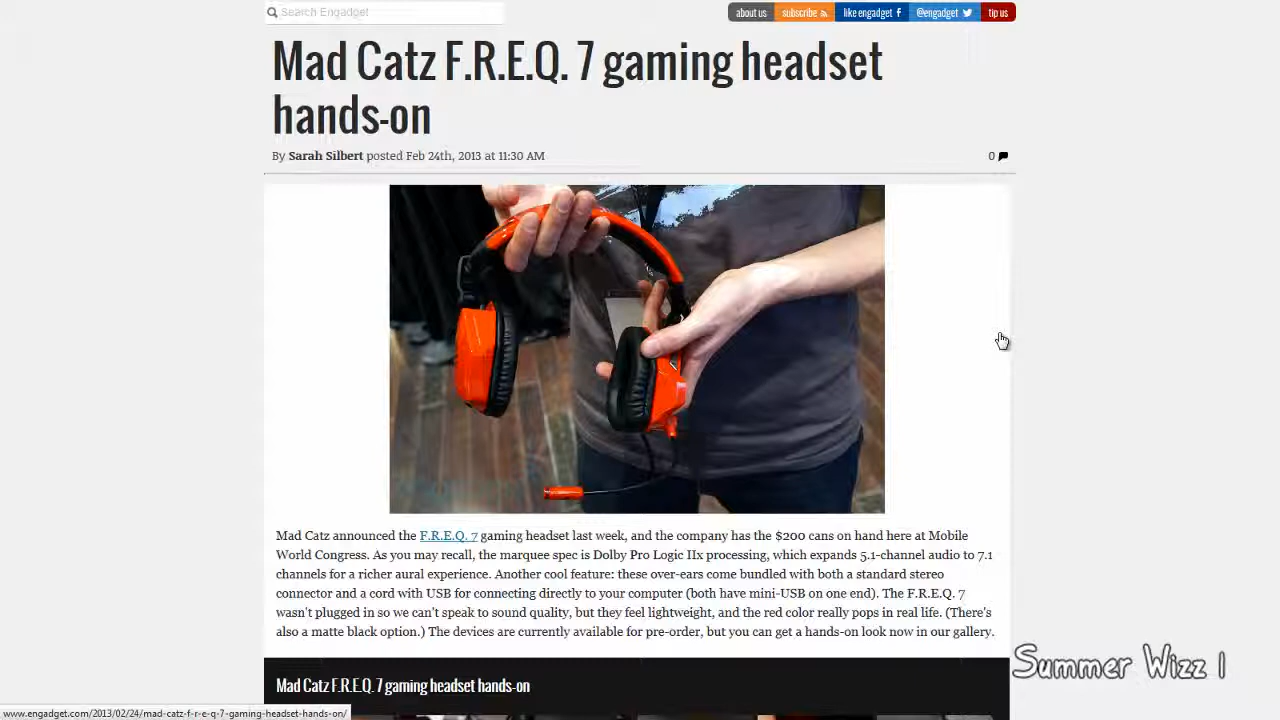 Search Engadget
about us
subscribe
like engadget f
@engadget
tip us
Mad Catz F.R.E.Q. 7 gaming headset
hands-on
By Sarah Silbert posted Feb 24th, 2013 at 11:30 AM
0
Mad Catz announced the F.R.E.Q. 7 gaming headset last week, and the company has the $200 cans on hand here at Mobile
World Congress. As you may recall, the marquee spec is Dolby Pro Logic IIx processing, which expands 5.1-channel audio to 7.1
channels for a richer aural experience. Another cool feature: these over-ears come bundled with both a standard stereo
connector and a cord with USB for connecting directly to your computer (both have mini-USB on one end). The F.R.E.Q. 7
wasn't plugged in so we can't speak to sound quality, but they feel lightweight, and the red color really pops in real life. (There's
also a matte black option.) The devices are currently available for pre-order, but you can get a hands-on look now in our gallery.
Mad Catz F.R.E.Q. 7 gaming headset hands-on
Summer Wizz 1
www.engadget.com/2013/02/24/mad-catz-f-r-e-q-7-gaming-headset-hands-on/